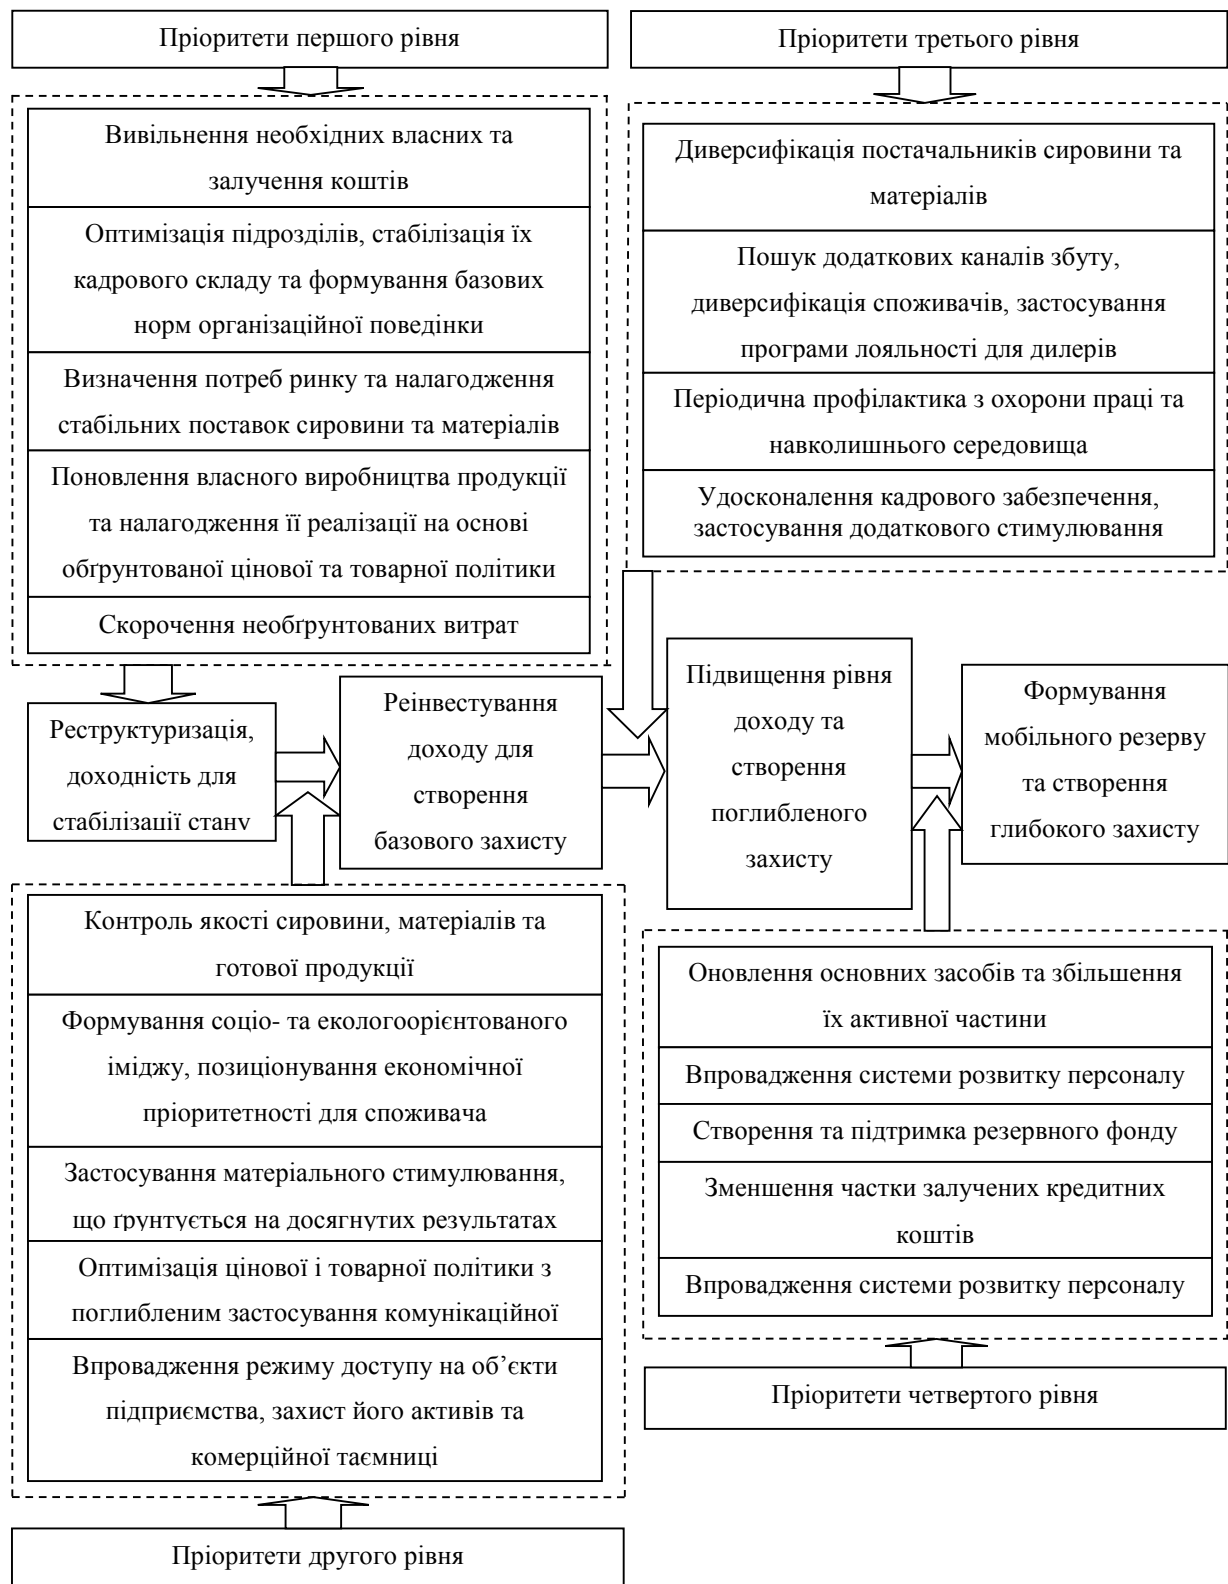 Пріоритети першого рівня
Вивільнення необхідних власних та
залучення коштів
Оптимізація підрозділів, стабілізація їх
кадрового складу та формування базових
норм організаційної поведінки
Визначення потреб ринку та налагодження
стабільних поставок сировини та матеріалів
Поновлення власного виробництва продукції
та налагодження її реалізації на основі
обґрунтованої цінової та товарної політики
Скорочення необґрунтованих витрат
Пріоритети третього рівня
Диверсифікація постачальників сировини та
матеріалів
Пошук додаткових каналів збуту,
диверсифікація споживачів, застосування
програми лояльності для дилерів
Періодична профілактика з охорони праці та
навколишнього середовища
Удосконалення кадрового забезпечення,
застосування додаткового стимулювання
Реструктуризація,
доходність для
стабілізації стану
Реінвестування
доходу для
створення
базового захисту
Підвищення рівня
доходу та
створення
поглибленого
захисту
Формування
мобільного резерву
та створення
глибокого захисту
Контроль якості сировини, матеріалів та
готової продукції
Формування соціо- та екологоорієнтованого
іміджу, позиціонування економічної
пріоритетності для споживача
Застосування матеріального стимулювання,
що ґрунтується на досягнутих результатах
Оптимізація цінової і товарної політики з
поглибленим застосування комунікаційної
Впровадження режиму доступу на об’єкти
підприємства, захист його активів та
комерційної таємниці
Пріоритети другого рівня
Оновлення основних засобів та збільшення
їх активної частини
Впровадження системи розвитку персоналу
Створення та підтримка резервного фонду
Зменшення частки залучених кредитних
коштів
Впровадження системи розвитку персоналу
Пріоритети четвертого рівня